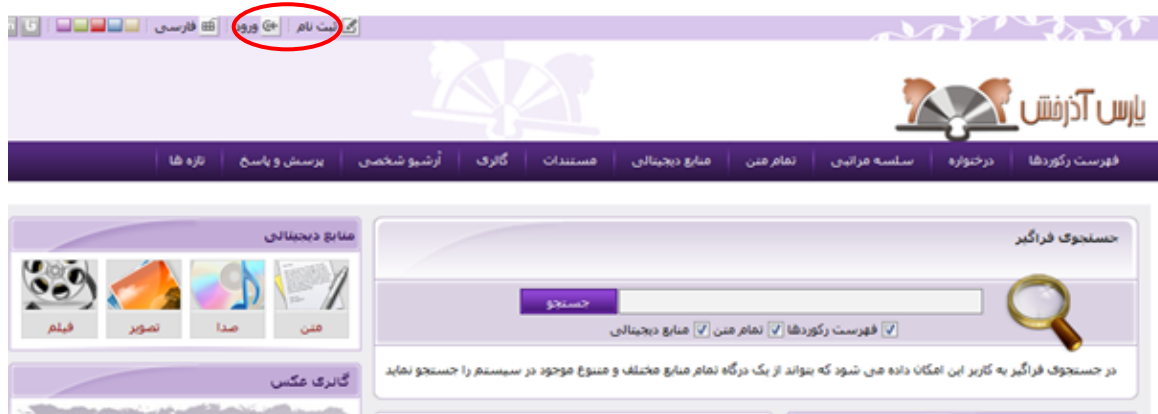 ثبت نام ورود فارسی
پارس آذرخش
فهرست رکوردها درختواره سلسه مراتبی تمام متن منابع دیجیتالی مستندات گالری آرشیو شخصی پرسش و پاسخ تازه ها
جستجوی فراگیر
جستجو
فهرست رکوردها تمام متن منابع دیجیتالی
در جستجوی فراگیر به کاربر این امکان داده می شود که بتواند از یک درگاه تمام منابع مختلف و متنوع موجود در سیستم را جستجو نماید
منابع دیجیتالی
متن صدا تصویر فیلم
گالری عکس